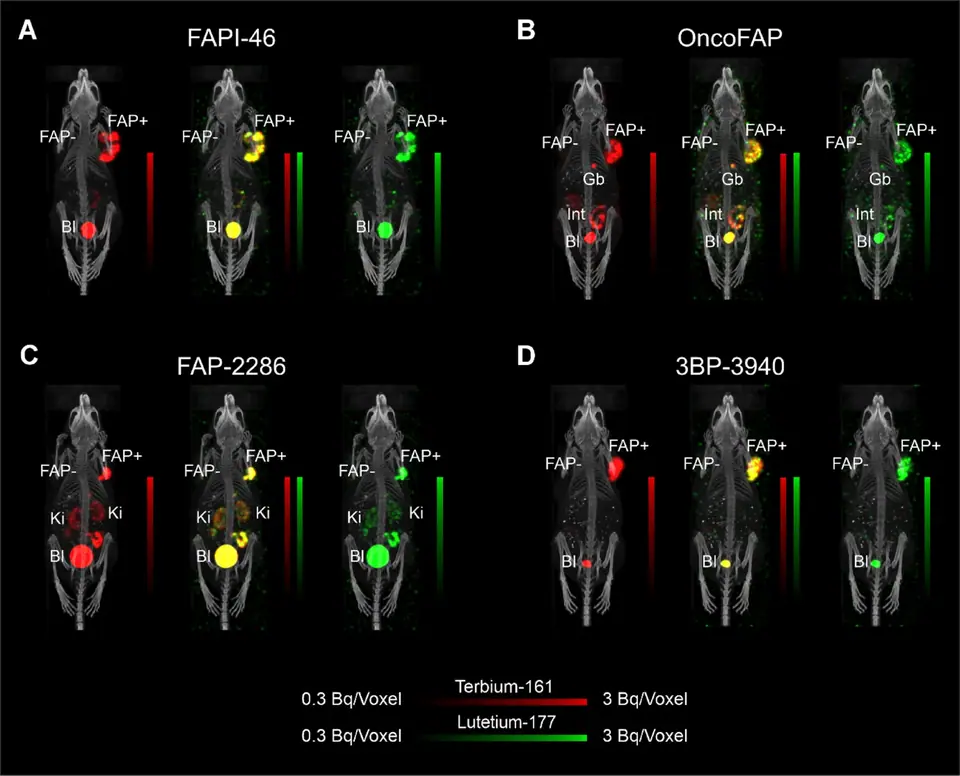 A
FAPI-46
FAP-
FAP+
FAP-
FAP+
FAP-
FAP+
Bl
Bl
Bl
B
OncoFAP
FAP-
FAP+
FAP-
FAP+
FAP-
FAP+
Gb
Gb
Gb
Int
Int
Int
Bl
Bl
Bl
C
FAP-2286
FAP-
FAP+
FAP-
FAP+
FAP-
FAP+
Ki
Ki
Ki
Ki
Ki
Ki
Bl
Bl
Bl
D
3BP-3940
FAP-
FAP+
FAP-
FAP+
FAP-
FAP+
Bl
Bl
Bl
Terbium-161
0.3 Bq/Voxel
3 Bq/Voxel
Lutetium-177
0.3 Bq/Voxel
3 Bq/Voxel